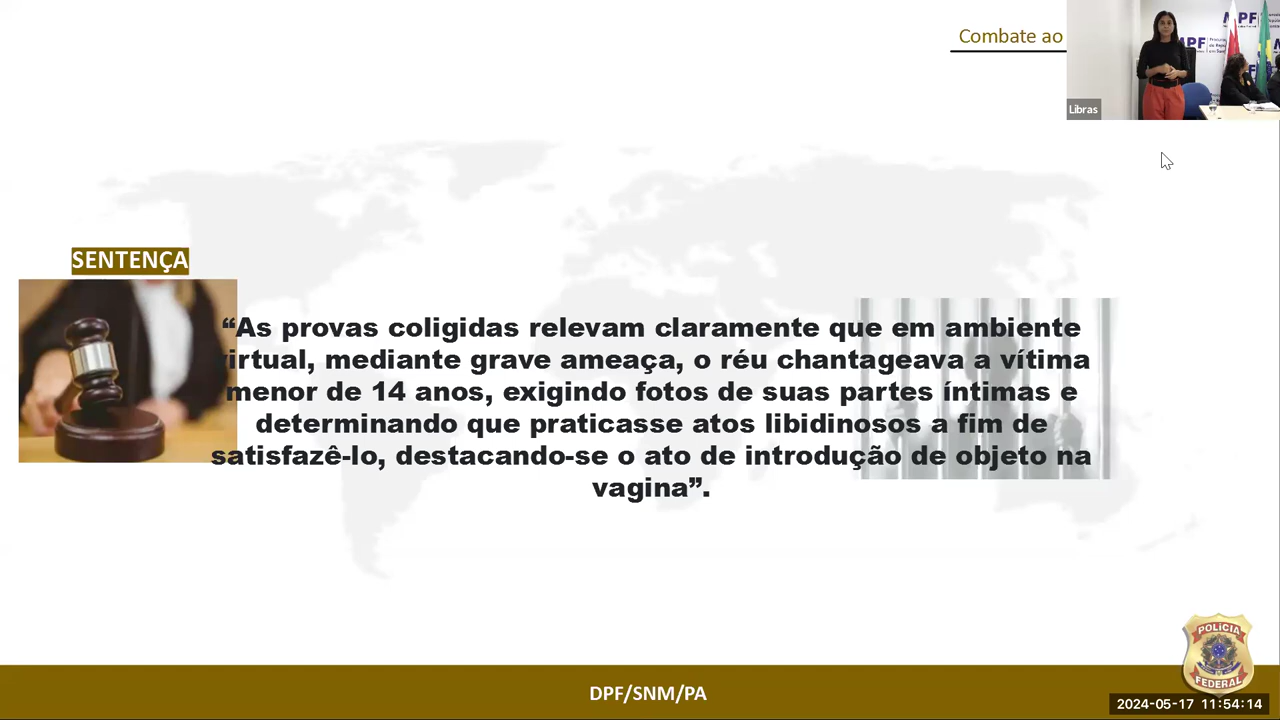 Combate ao
MPF
MPF
Libras
SENTENÇA
“As provas coligidas relevam claramente que em ambiente
virtual, mediante grave ameaça, o réu chantageava a vítima
menor de 14 anos, exigindo fotos de suas partes íntimas e
determinando que praticasse atos libidinosos a fim de
satisfazê-lo, destacando-se o ato de introdução de objeto na
vagina”.
POLÍCIA
FEDERAL
DPF/SNM/PA
2024-05-17 11:54:14